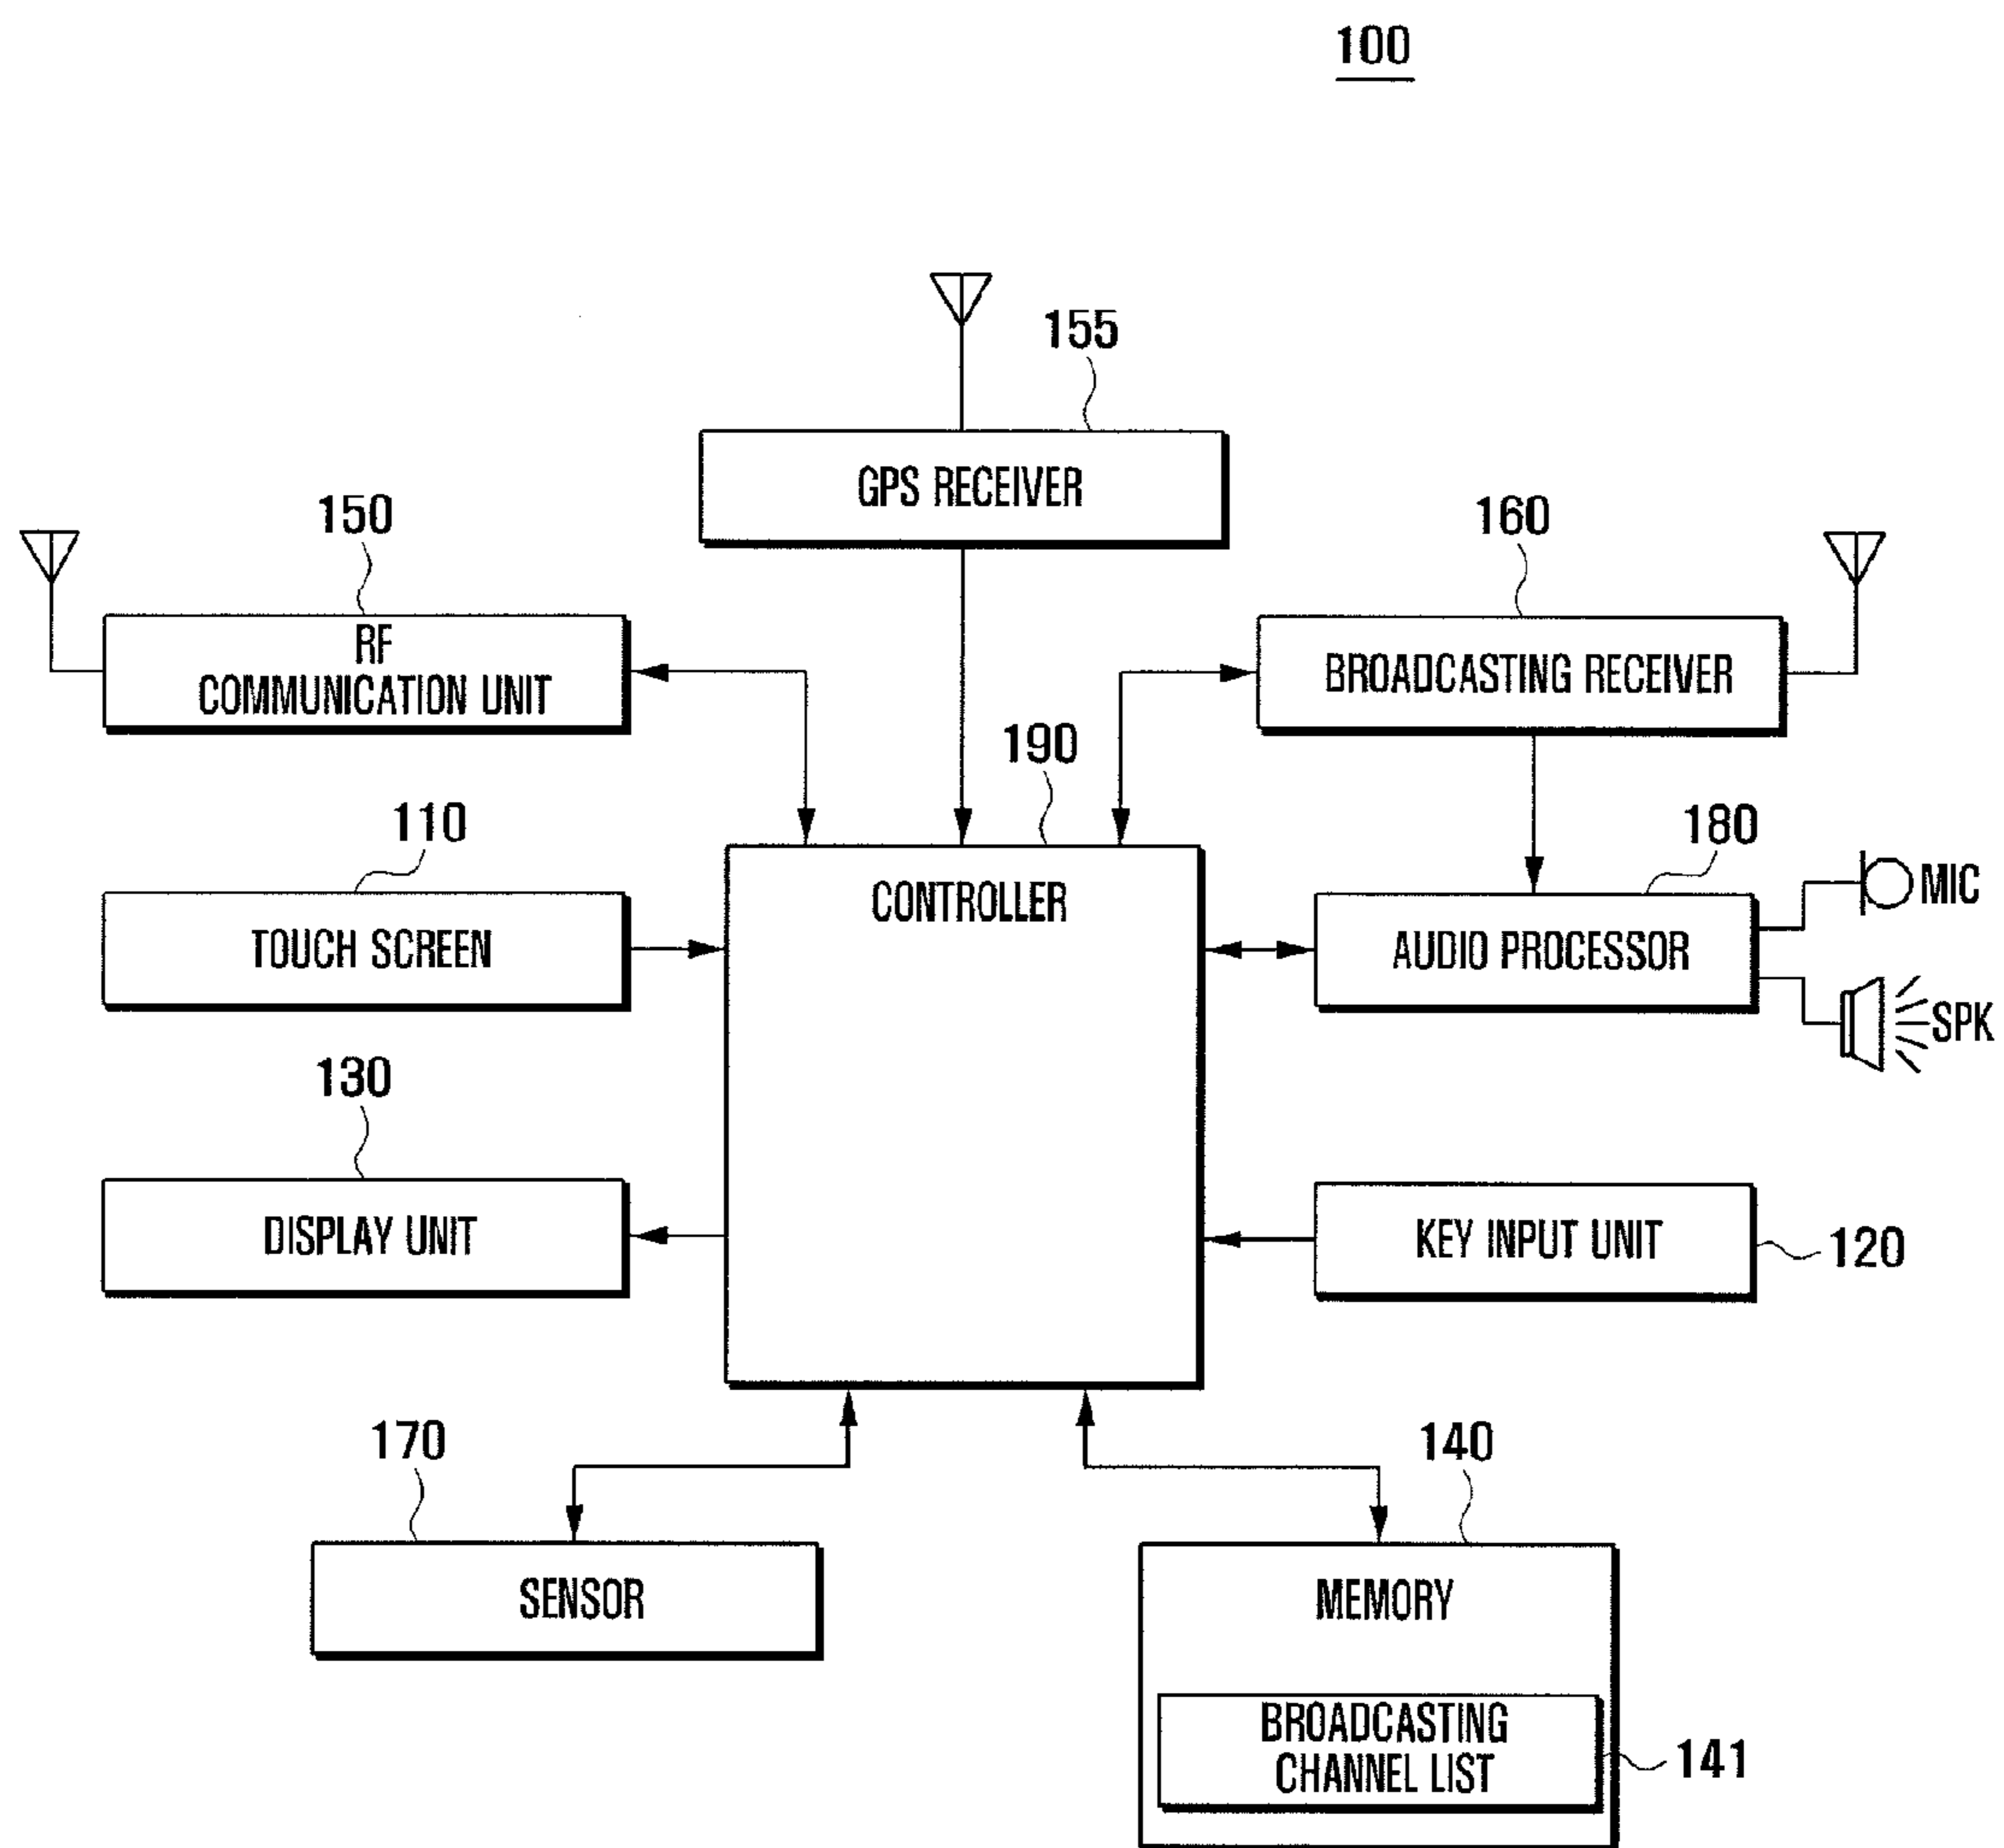 100
155
GPS RECEIVER
150
160
RF
COMMUNICATION UNIT
BROADCASTING RECEIVER
190
110
180
CONTROLLER
MIC
TOUCH SCREEN
AUDIO PROCESSOR
SPK
130
DISPLAY UNIT
KEY INPUT UNIT
120
170
140
SENSOR
MEMORY
BROADCASTING
CHANNEL LIST
141